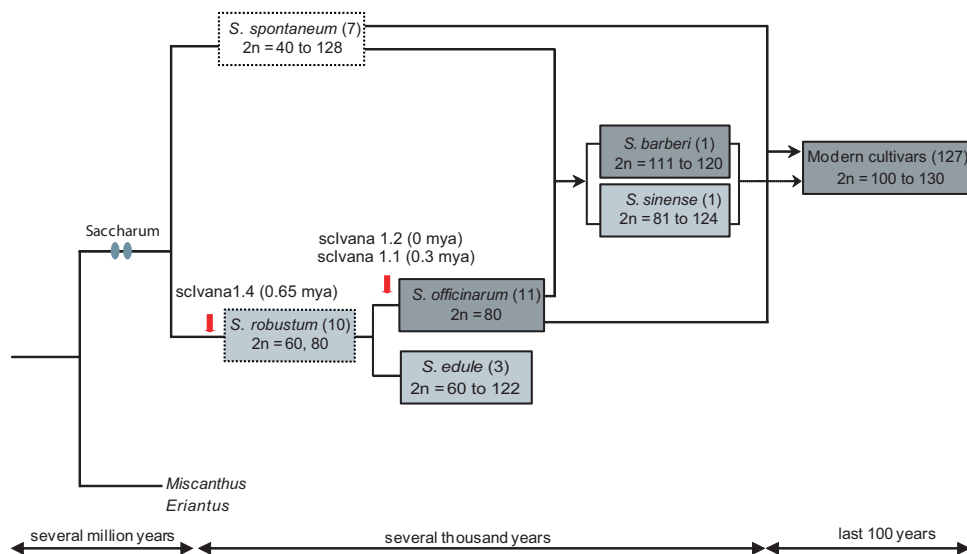 S. spontaneum (7)
2n = 40 to 128
S. barberi (1)
2n = 111 to 120
Modern cultivars (127)
2n = 100 to 130
S. sinense (1)
2n = 81 to 124
Saccharum
scIvana 1.2 (0 mya)
scIvana 1.1 (0.3 mya)
scIvana1.4 (0.65 mya)
S. officinarum (11)
2n = 80
S. robustum (10)
2n = 60, 80
S. edule (3)
2n = 60 to 122
Miscanthus
Eriantus
several million years
several thousand years
last 100 years